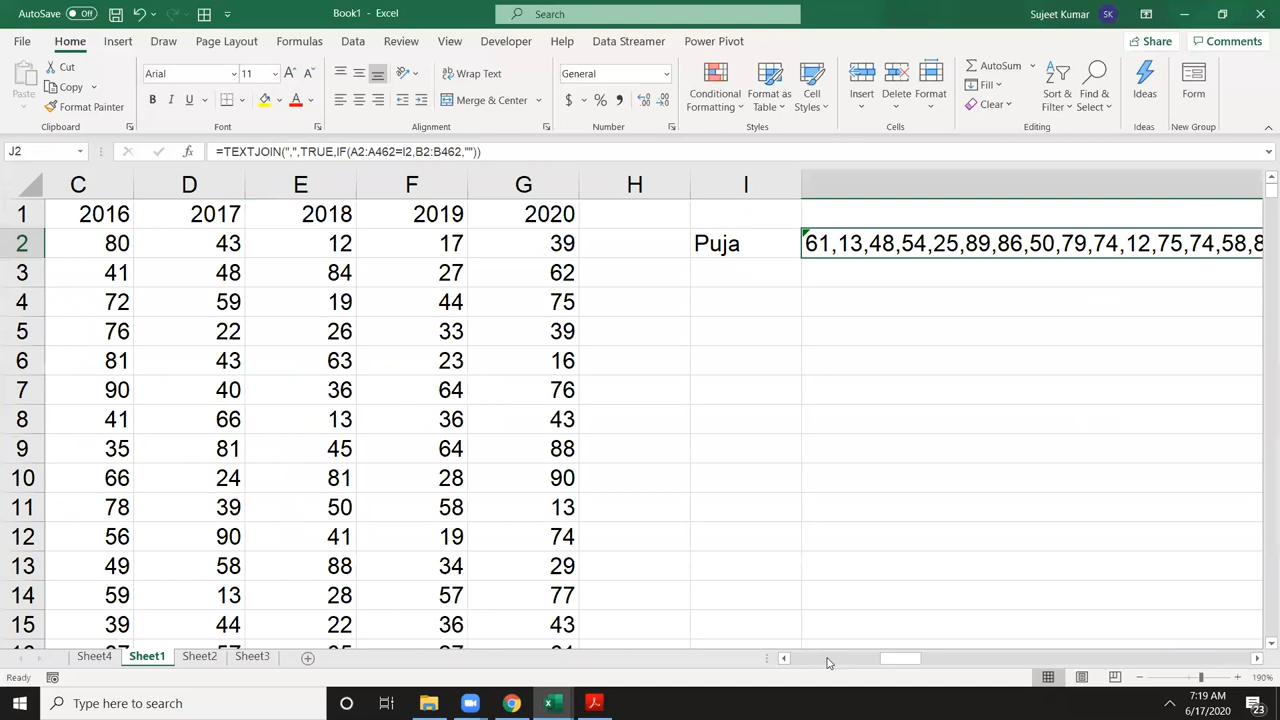 AutoSave Off Book1 - Excel Search Sujeet Kumar SK
File Home Insert Draw Page Layout Formulas Data Review View Developer Help Data Streamer Power Pivot Share Comments
Paste Cut Copy Format Painter Clipboard
Arial 11 A A B I U A Font
Wrap Text Merge & Center Alignment
General $ % , Number
Conditional Formatting Format as Table Cell Styles Styles
Insert Delete Format Cells
AutoSum Fill Clear Sort & Filter Find & Select Editing
Ideas Ideas
Form New Group
J2 fx =TEXTJOIN(",",TRUE,IF(A2:A462=I2,B2:B462,""))
C D E F G H I
1 2016 2017 2018 2019 2020
2 80 43 12 17 39 Puja 61,13,48,54,25,89,86,50,79,74,12,75,74,58,8
3 41 48 84 27 62
4 72 59 19 44 75
5 76 22 26 33 39
6 81 43 63 23 16
7 90 40 36 64 76
8 41 66 13 36 43
9 35 81 45 64 88
10 66 24 81 28 90
11 78 39 50 58 13
12 56 90 41 19 74
13 49 58 88 34 29
14 59 13 28 57 77
15 39 44 22 36 43
Sheet4 Sheet1 Sheet2 Sheet3
Ready 190%
Type here to search 7:19 AM
6/17/2020 23